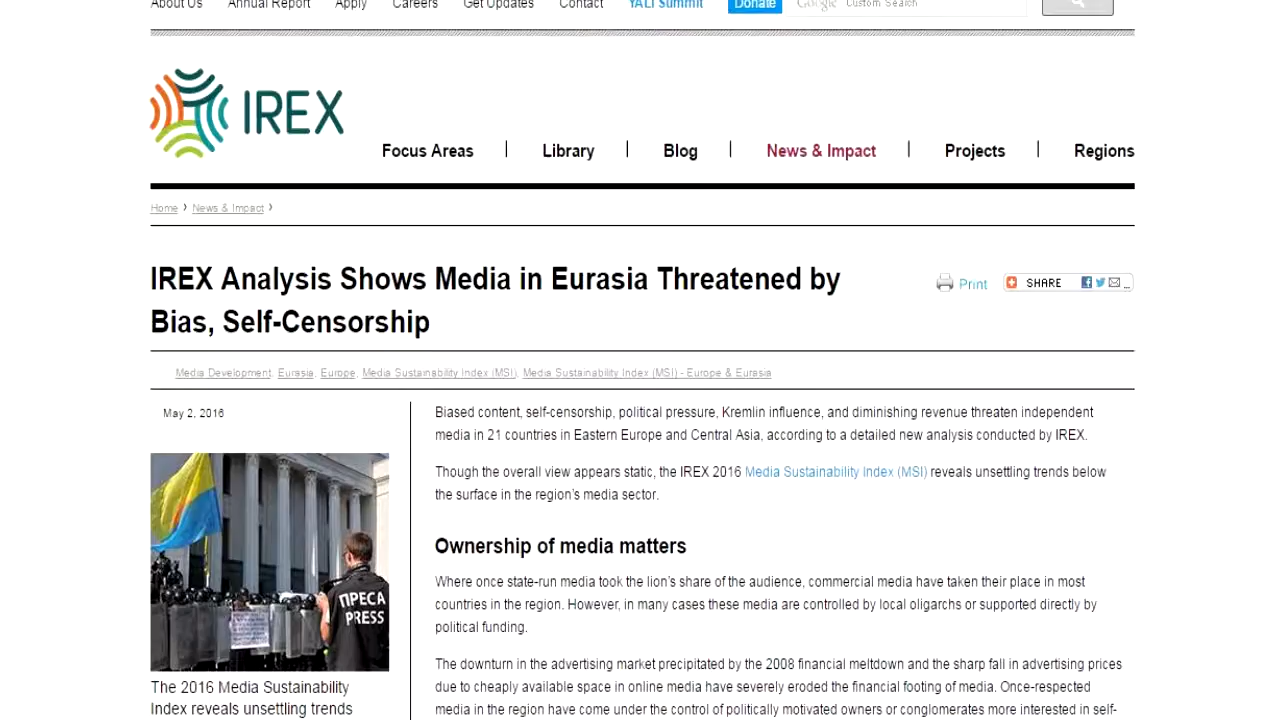 About Us Annual Report Apply Careers Get Updates Contact YALI Summit Donate Google Custom Search
IREX
Focus Areas Library Blog News & Impact Projects Regions
Home › News & Impact ›
IREX Analysis Shows Media in Eurasia Threatened by
Bias, Self-Censorship
Print SHARE
Media Development, Eurasia, Europe, Media Sustainability Index (MSI), Media Sustainability Index (MSI) - Europe & Eurasia
May 2, 2016
ПРЕСА
PRESS
The 2016 Media Sustainability
Index reveals unsettling trends
Biased content, self-censorship, political pressure, Kremlin influence, and diminishing revenue threaten independent
media in 21 countries in Eastern Europe and Central Asia, according to a detailed new analysis conducted by IREX.
Though the overall view appears static, the IREX 2016 Media Sustainability Index (MSI) reveals unsettling trends below
the surface in the region's media sector.
Ownership of media matters
Where once state-run media took the lion's share of the audience, commercial media have taken their place in most
countries in the region. However, in many cases these media are controlled by local oligarchs or supported directly by
political funding.
The downturn in the advertising market precipitated by the 2008 financial meltdown and the sharp fall in advertising prices
due to cheaply available space in online media have severely eroded the financial footing of media. Once-respected
media in the region have come under the control of politically motivated owners or conglomerates more interested in self-